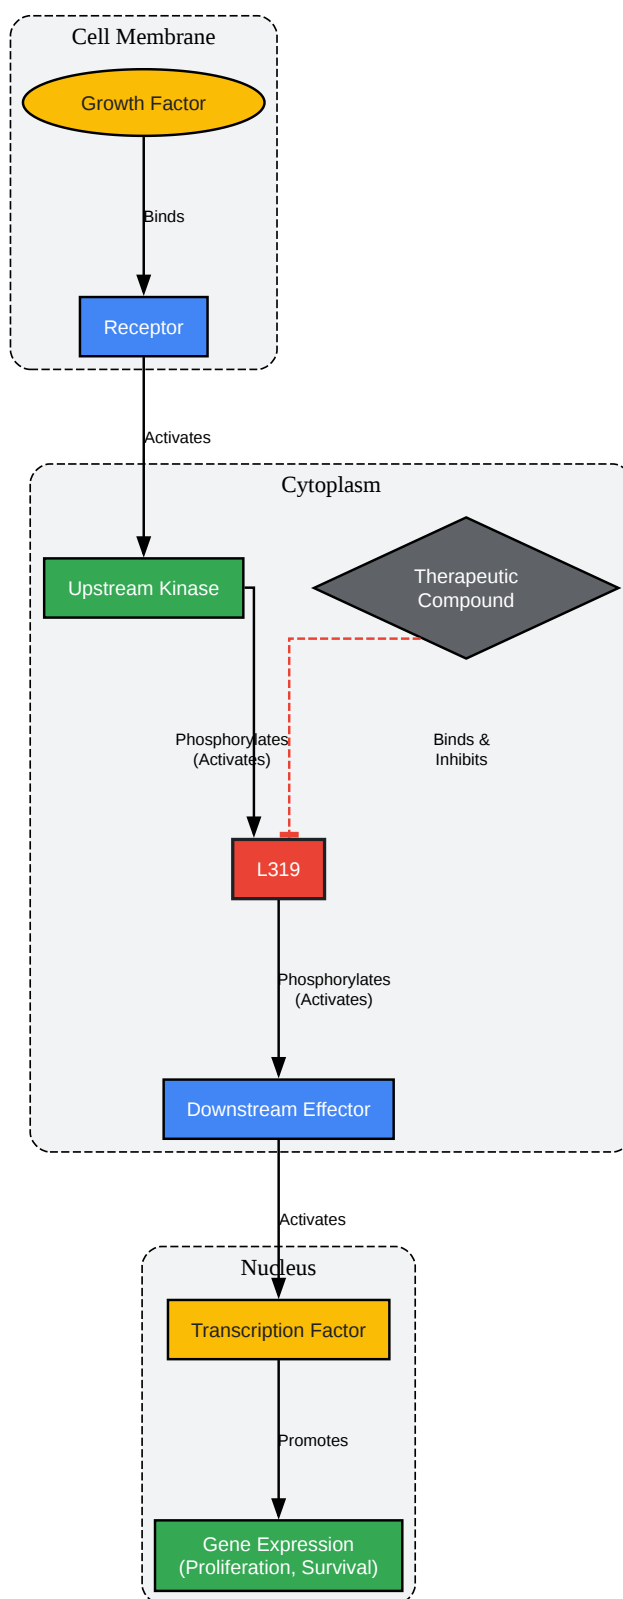 Cell Membrane
Growth Factor
Binds
Receptor
Activates
Cytoplasm
Upstream Kinase
Therapeutic
Compound
Phosphorylates
(Activates)
Binds &
Inhibits
L319
Phosphorylates
(Activates)
Downstream Effector
Activates
Nucleus
Transcription Factor
Promotes
Gene Expression
(Proliferation, Survival)